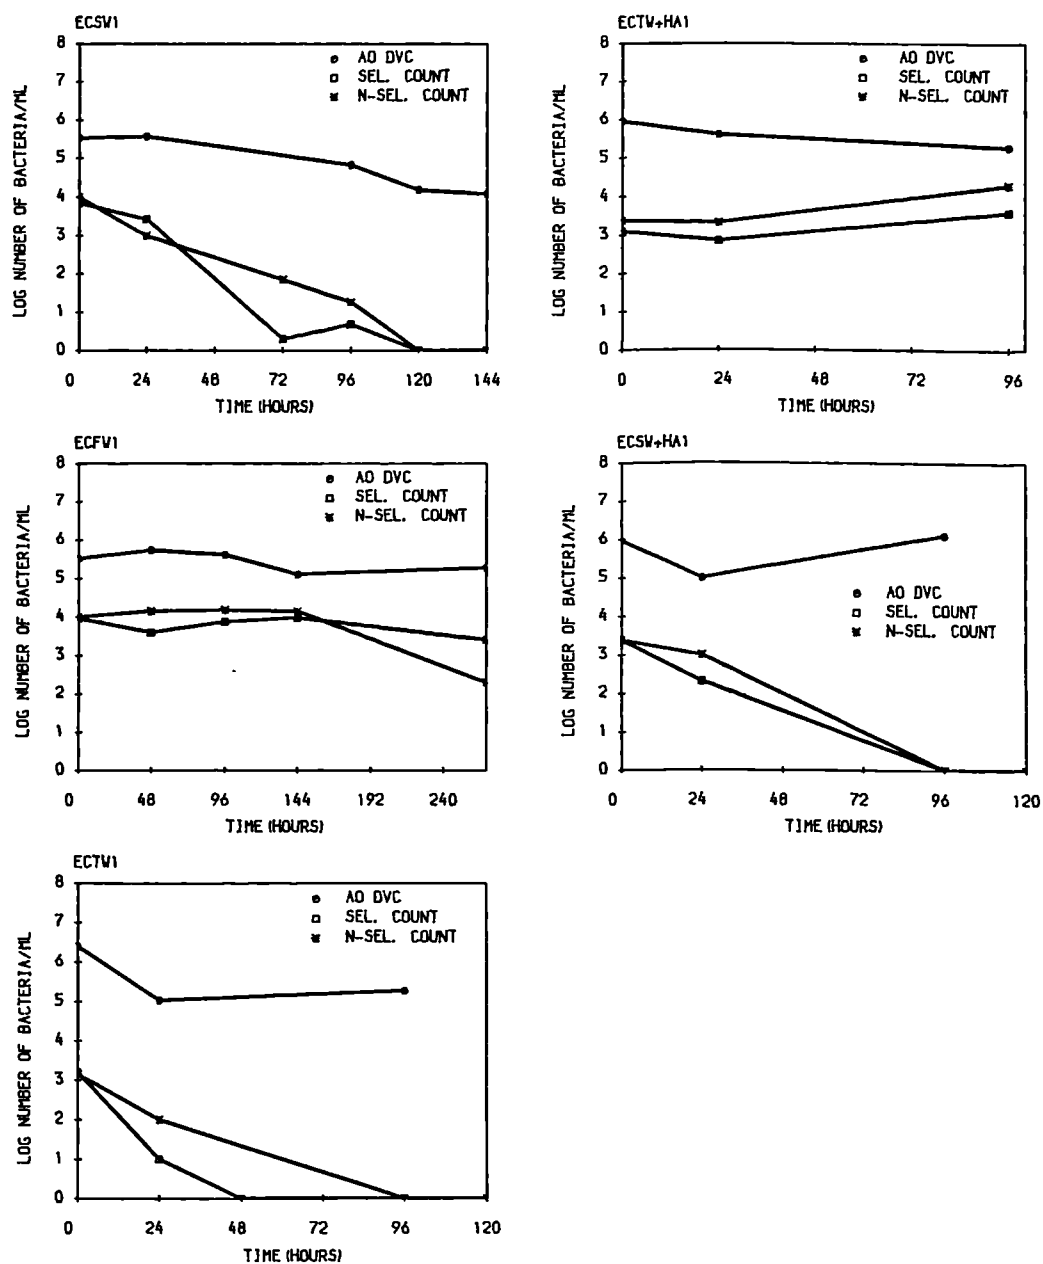 ECSW1
8
7
6
5
4
3
2
1
0
LOG NUMBER OF BACTERIA/ML
AO DVC
SEL. COUNT
N-SEL. COUNT
0 24 48 72 96 120 144
TIME (HOURS)
ECTW+HA1
8
7
6
5
4
3
2
1
0
LOG NUMBER OF BACTERIA/ML
AO DVC
SEL. COUNT
N-SEL. COUNT
0 24 48 72 96
TIME (HOURS)
ECFW1
8
7
6
5
4
3
2
1
0
LOG NUMBER OF BACTERIA/ML
AO DVC
SEL. COUNT
N-SEL. COUNT
0 48 96 144 192 240
TIME (HOURS)
ECSW+HA1
8
7
6
5
4
3
2
1
0
LOG NUMBER OF BACTERIA/ML
AO DVC
SEL. COUNT
N-SEL. COUNT
0 24 48 72 96 120
TIME (HOURS)
ECTW1
8
7
6
5
4
3
2
1
0
LOG NUMBER OF BACTERIA/ML
AO DVC
SEL. COUNT
N-SEL. COUNT
0 24 48 72 96 120
TIME (HOURS)